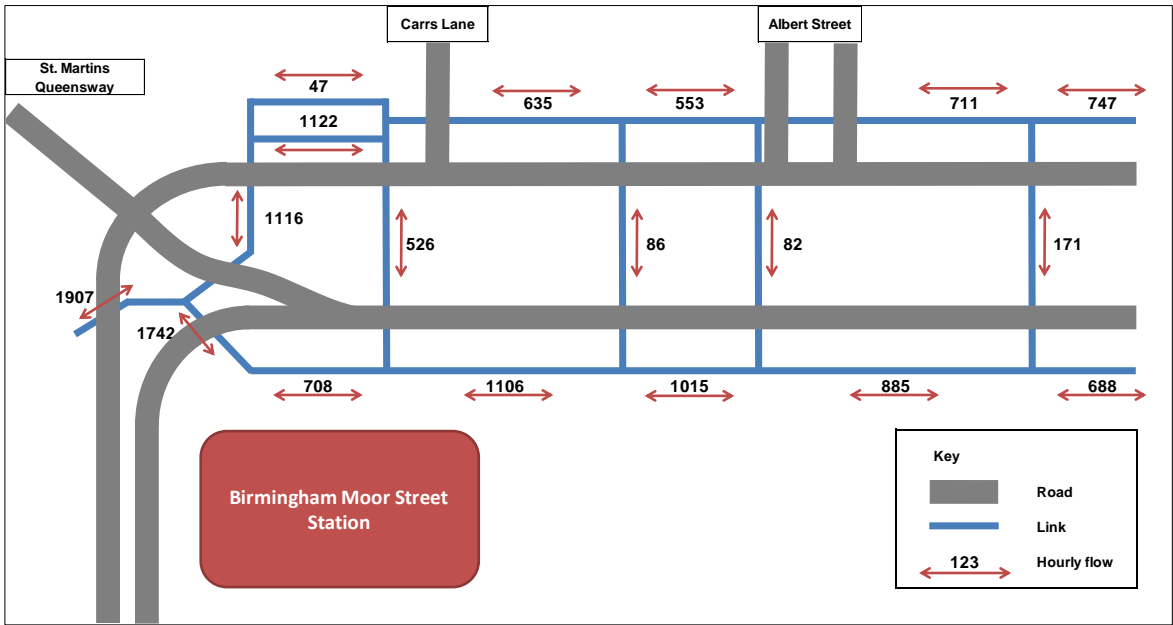 Carrs Lane
Albert Street
St. Martins
Queensway
47
635
553
711
747
1122
1116
526
86
82
171
1907
1742
708
1106
1015
885
688
Birmingham Moor Street
Station
Key
Road
Link
123
Hourly flow